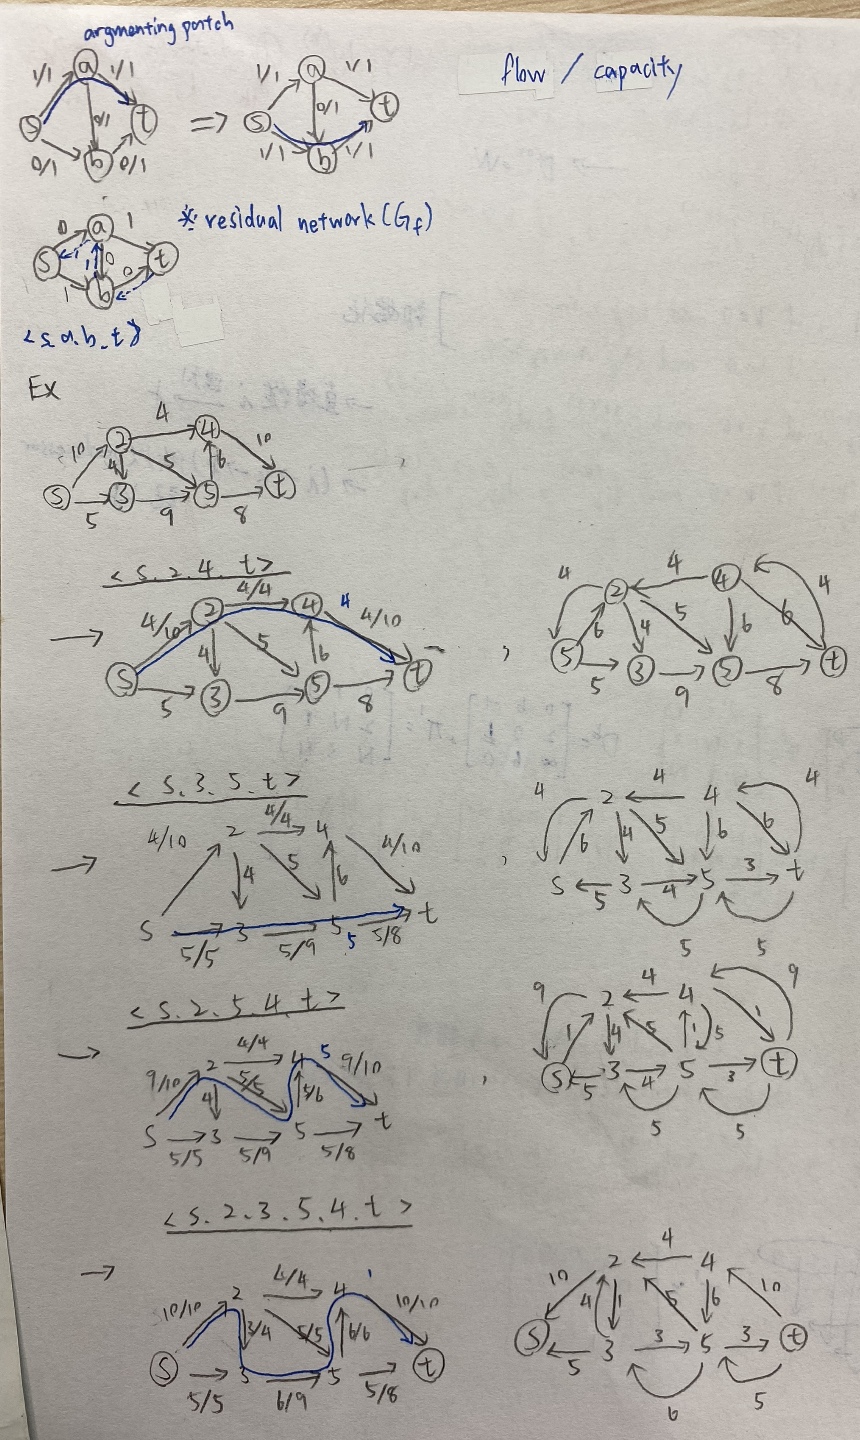 argmenting patch
flow / capacity
1/1 a 1/1
s 0/1 t
0/1 b 0/1
=>
1/1 a 1/1
s 0/1 t
1/1 b 1/1
0 a 1
s 1 0 t
1 b 0
※ residual network (Gf)
<s.a.b.t>
Ex
10 2 4 4 10
4 5 6
s 5 3 9 5 8 t
<s.2.4.t>
→ 4/10 2 4/4 4 4 4/10
4 5 6
s 5 3 9 5 8 t
, 4 2 4 4 4
6 4 5 6 6
s 5 3 9 5 8 t
<s.3.5.t>
→ 4/10 2 4/4 4 4/10
4 5 6
s 5/5 3 5/9 5 5 5/8 t
, 4 2 4 4 4
6 4 5 6 6
s 5 3 4 5 3 t
5 5
<s.2.5.4.t>
→ 9/10 2 4/4 4 5 9/10
4 5/5 5/6
s 5/5 3 5/9 5 5/8 t
, 9 2 4 4 9
1 4 5 1 5 1
s 5 3 4 5 3 t
5 5
<s.2.3.5.4.t>
→ 10/10 2 4/4 4 1 10/10
3/4 5/5 6/6
s 5/5 3 6/9 5 5/8 t
10 2 4 4 10
4 1 5 6
s 5 3 3 5 3 t
6 5